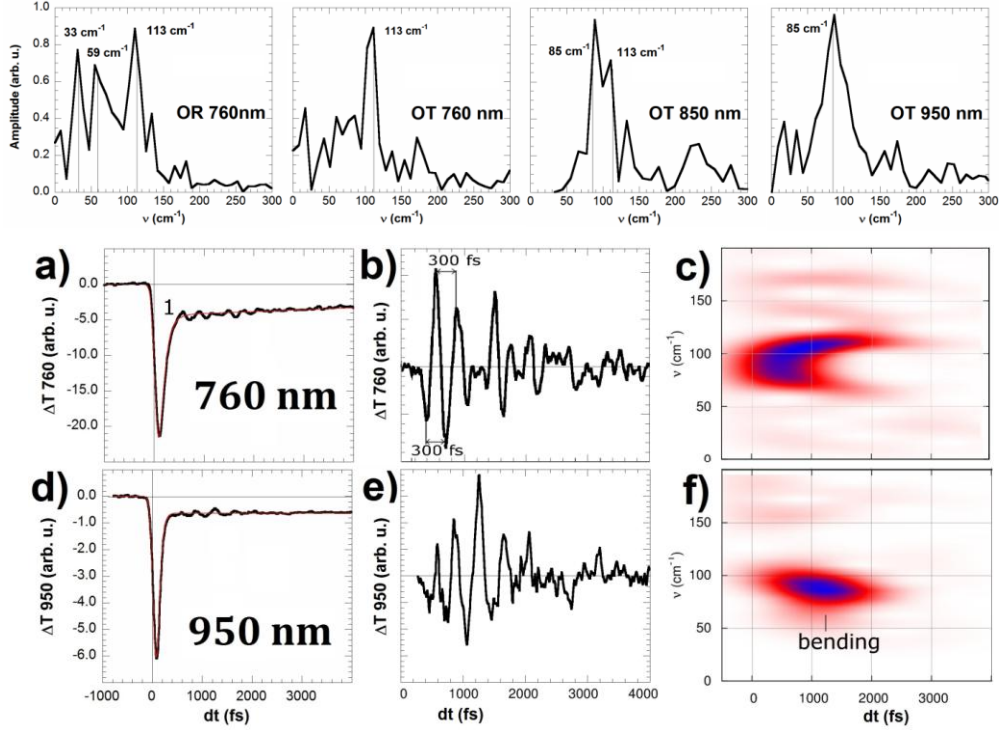 33 cm⁻¹
113 cm⁻¹
59 cm⁻¹
OR 760nm
Amplitude (arb. u.)
1.0
0.8
0.6
0.4
0.2
0.0
0 50 100 150 200 250 300
ν (cm⁻¹)
113 cm⁻¹
OT 760 nm
0 50 100 150 200 250 300
ν (cm⁻¹)
85 cm⁻¹
113 cm⁻¹
OT 850 nm
0 50 100 150 200 250 300
ν (cm⁻¹)
85 cm⁻¹
OT 950 nm
0 50 100 150 200 250 300
ν (cm⁻¹)
a)
ΔT 760 (arb. u.)
0.0
-5.0
-10.0
-15.0
-20.0
1
760 nm
b)
ΔT 760 (arb. u.)
300 fs
300 fs
c)
ν (cm⁻¹)
150
100
50
0
0 1000 3000
d)
ΔT 950 (arb. u.)
0.0
-1.0
-2.0
-3.0
-4.0
-5.0
-6.0
950 nm
-1000 0 1000 2000 3000
dt (fs)
e)
ΔT 950 (arb. u.)
0 1000 2000 3000 4000
dt (fs)
f)
ν (cm⁻¹)
150
100
50
0
bending
0 1000 3000
dt (fs)